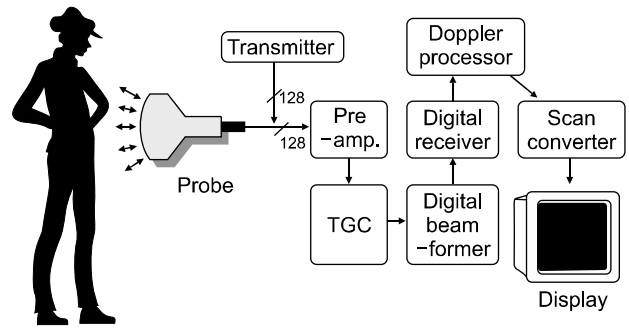 Transmitter
128
128
Probe
Pre
−amp.
TGC
Digital
beam
−former
Digital
receiver
Doppler
processor
Scan
converter
Display